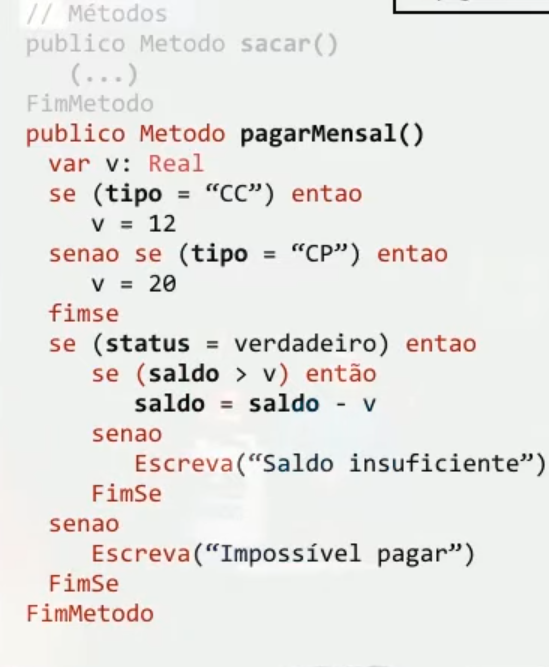 // Métodos
publico Metodo sacar()
(...)
FimMetodo
publico Metodo pagarMensal()
var v: Real
se (tipo = “CC”) entao
v = 12
senao se (tipo = “CP”) entao
v = 20
fimse
se (status = verdadeiro) entao
se (saldo > v) então
saldo = saldo - v
senao
Escreva(“Saldo insuficiente”)
FimSe
senao
Escreva(“Impossível pagar”)
FimSe
FimMetodo